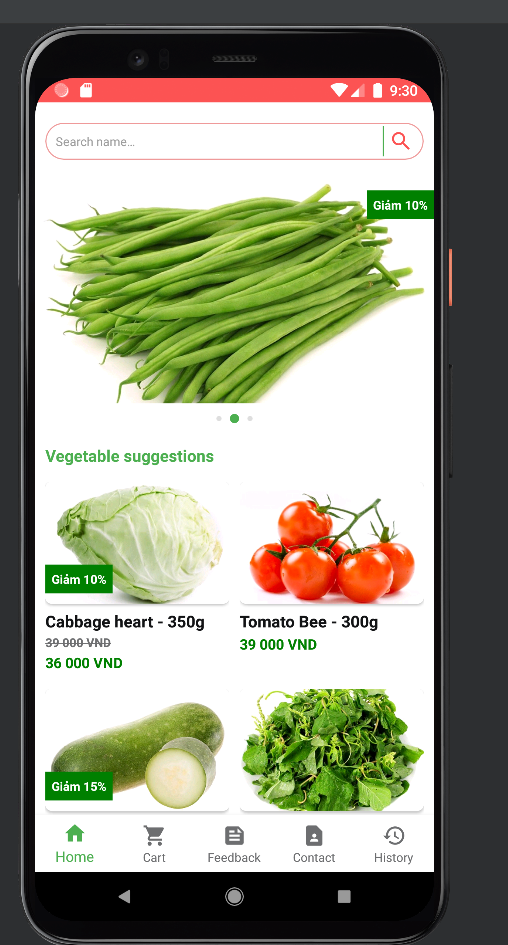 9:30
Search name...
Giảm 10%
Vegetable suggestions
Giảm 10%
Cabbage heart - 350g
39 000 VND
36 000 VND
Tomato Bee - 300g
39 000 VND
Giảm 15%
Home
Cart
Feedback
Contact
History